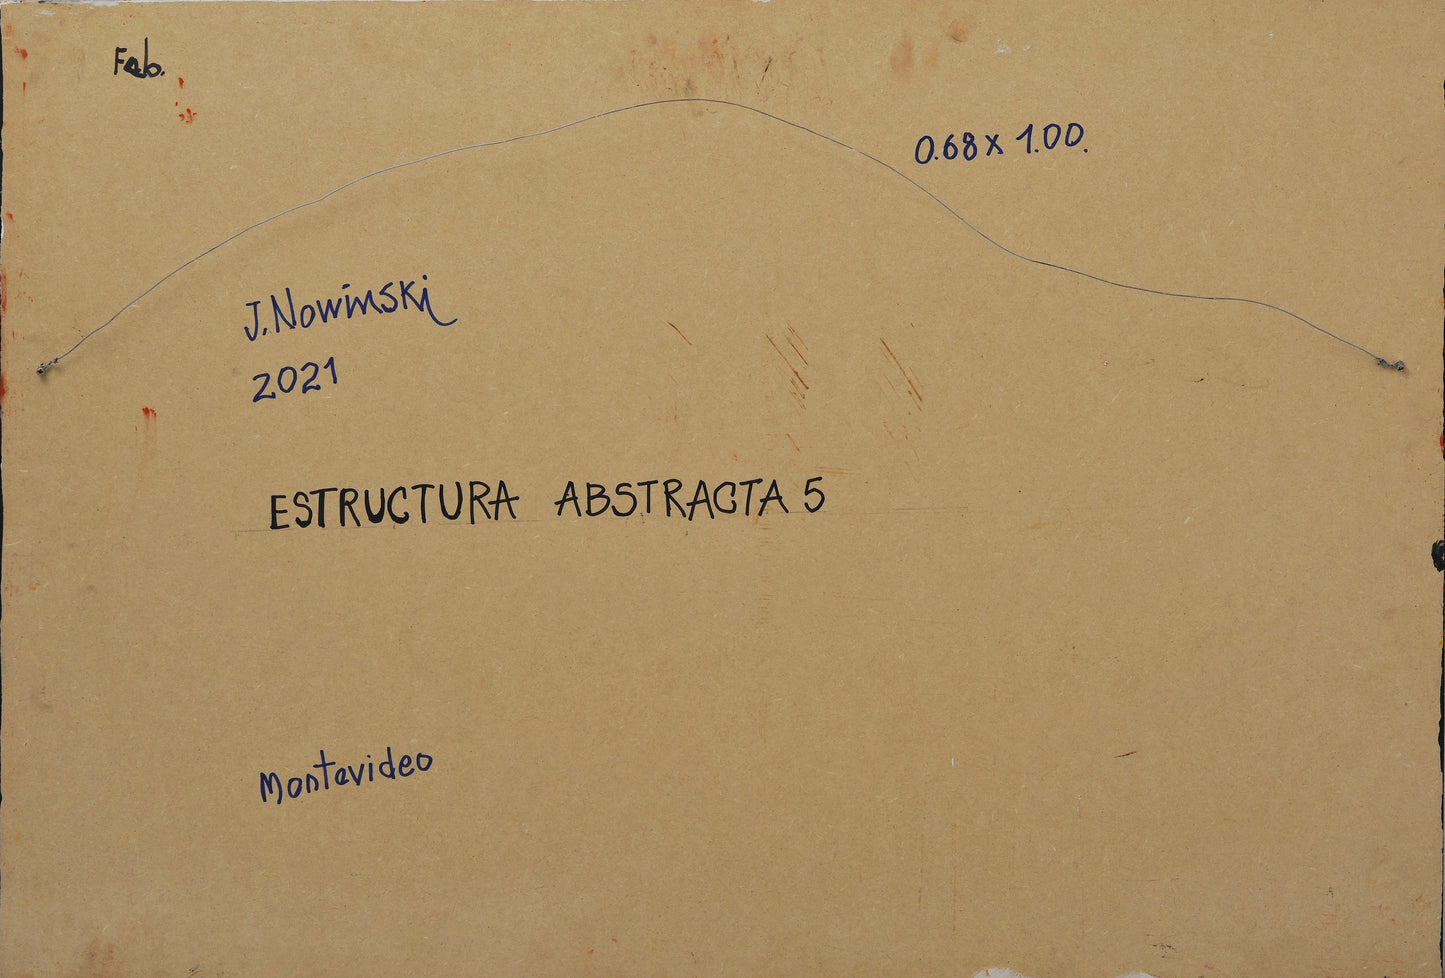 Feb.
0.68 x 1.00.
J. Nowinski
2021
ESTRUCTURA ABSTRACTA 5
Montevideo